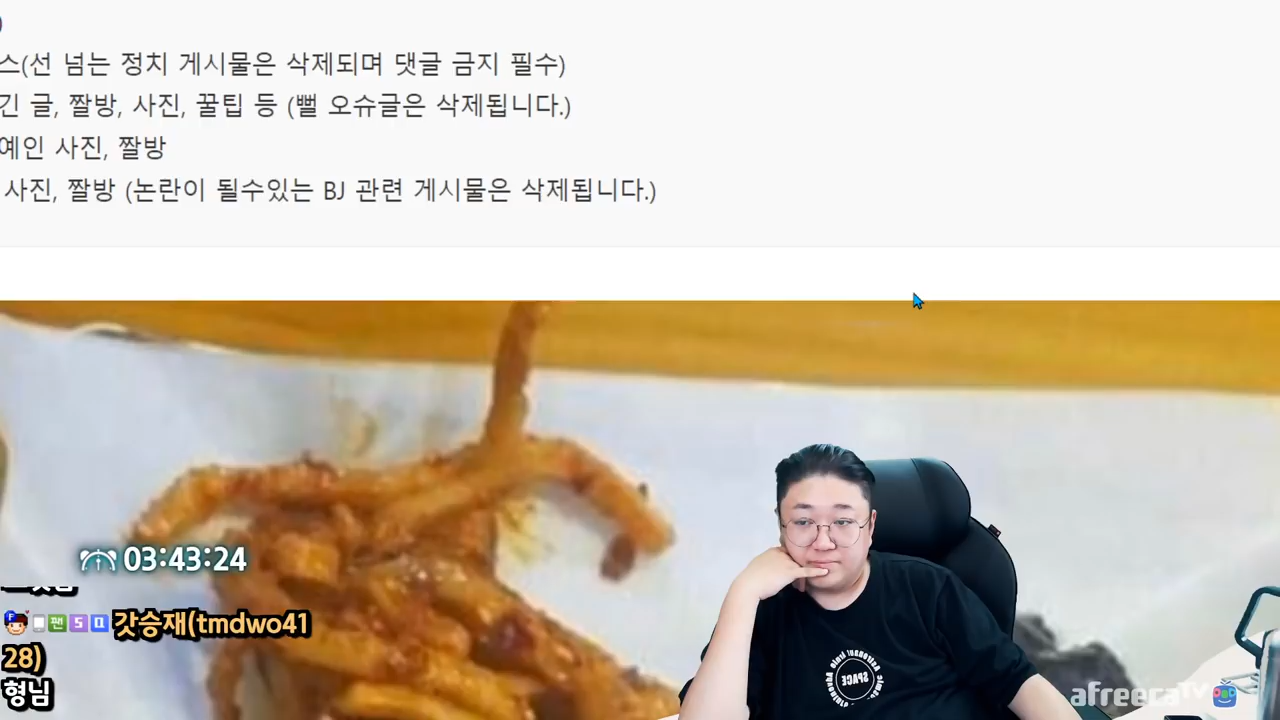 )
스(선 넘는 정치 게시물은 삭제되며 댓글 금지 필수)
긴 글, 짤방, 사진, 꿀팁 등 (뻘 오슈글은 삭제됩니다.)
예인 사진, 짤방
사진, 짤방 (논란이 될수있는 BJ 관련 게시물은 삭제됩니다.)
03:43:24
F 팬 5 갓승재(tmdwo41
28)
형님
SPACE
afreecaTV